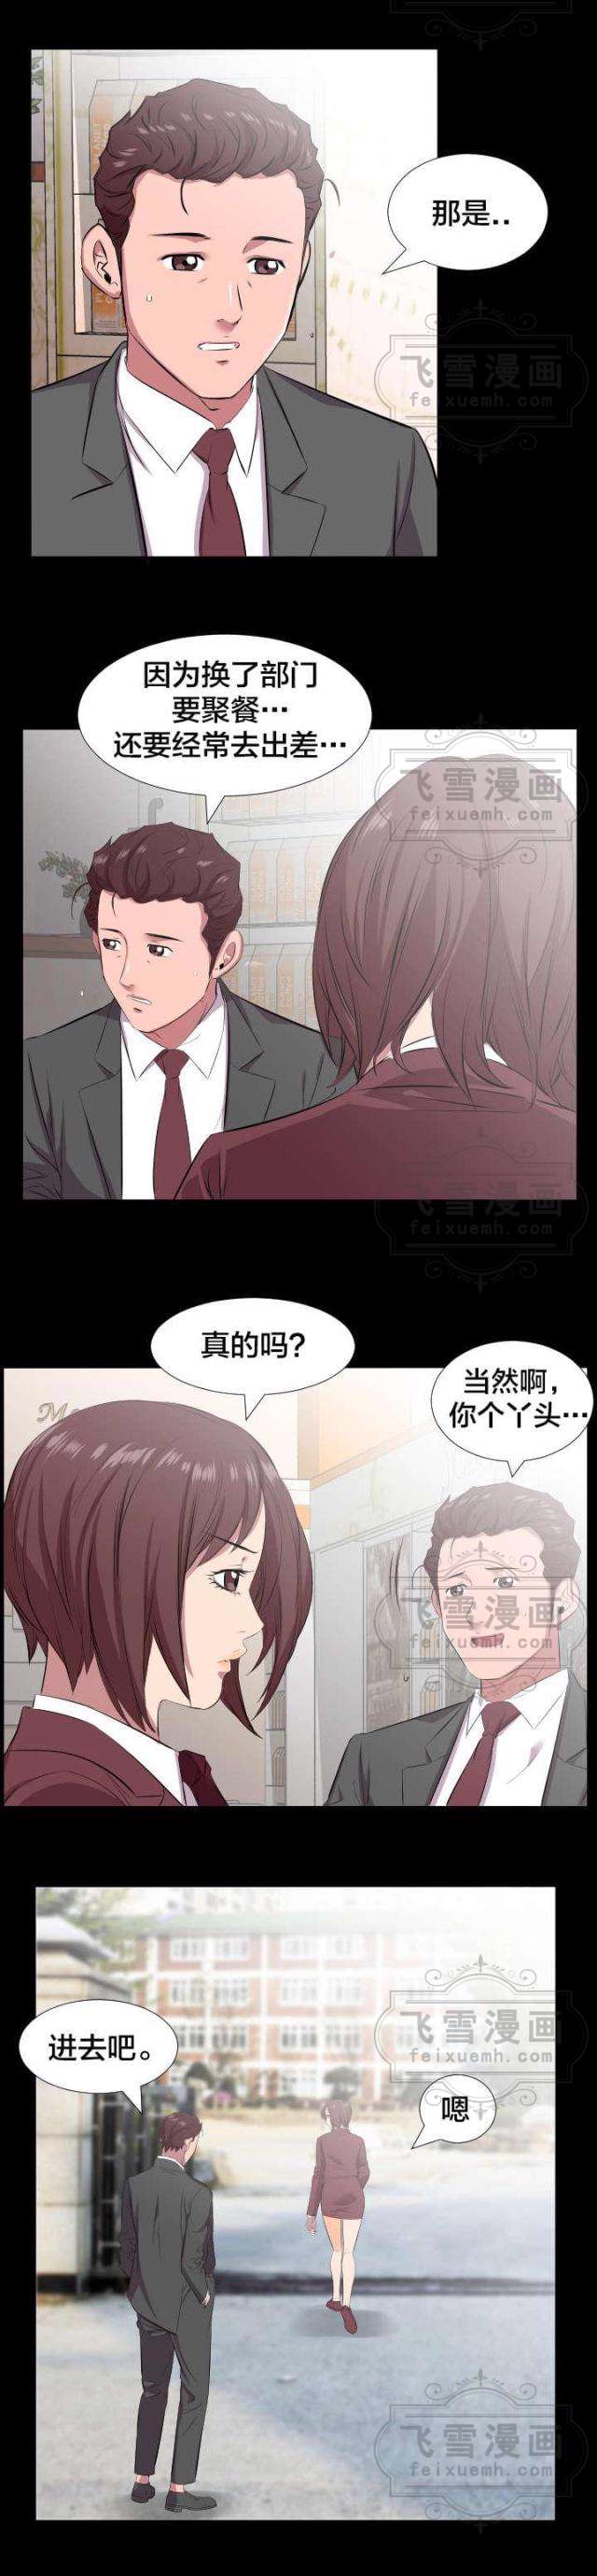 那是..
飞雪漫画
feixuemh.com
因为换了部门
要聚餐…
还要经常去出差…
飞雪漫画
feixuemh.com
飞雪漫画
feixuemh.com
真的吗?
当然啊,
你个丫头…
飞雪漫画
feixuemh.com
飞雪漫画
feixuemh.com
进去吧。
嗯
飞雪漫画
feixuemh.com